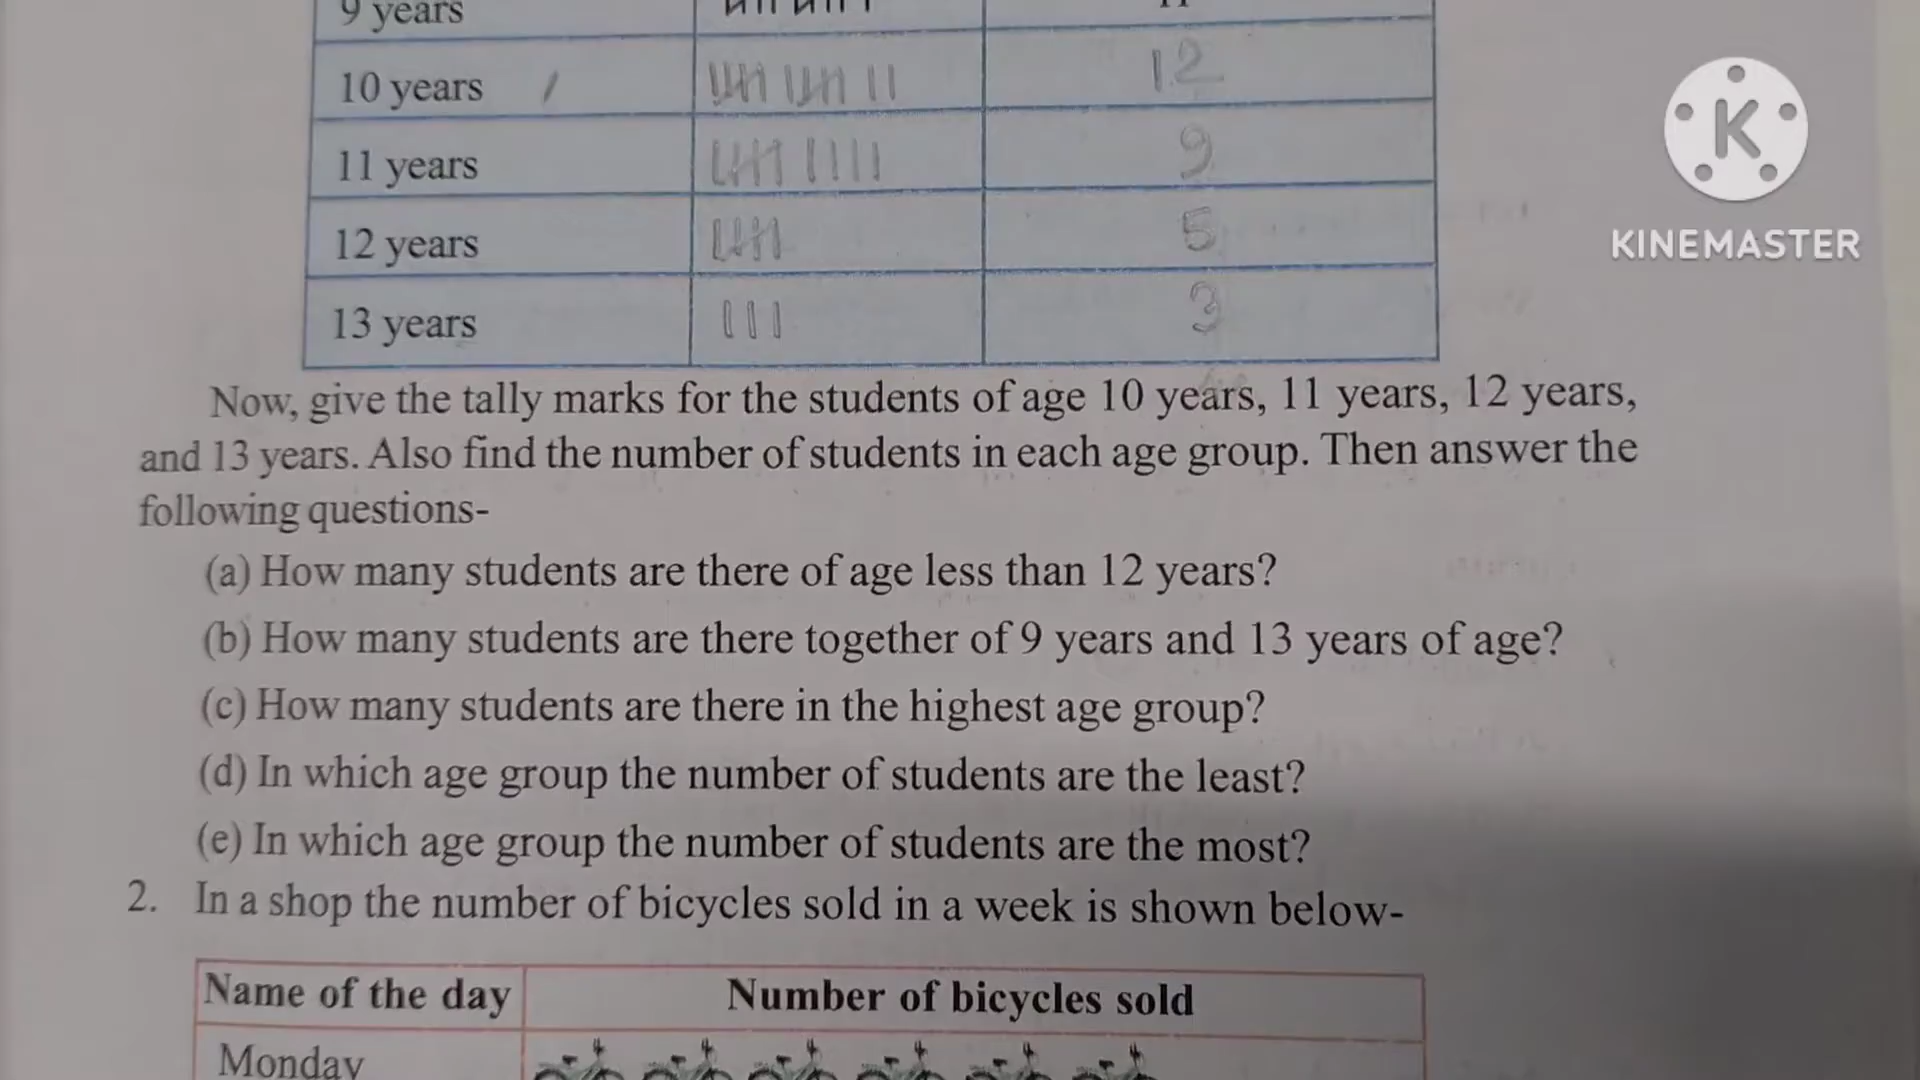 9 years
10 years 12
11 years 9
12 years 5
13 years 3
K
KINEMASTER
Now, give the tally marks for the students of age 10 years, 11 years, 12 years,
and 13 years. Also find the number of students in each age group. Then answer the
following questions-
(a) How many students are there of age less than 12 years?
(b) How many students are there together of 9 years and 13 years of age?
(c) How many students are there in the highest age group?
(d) In which age group the number of students are the least?
(e) In which age group the number of students are the most?
2. In a shop the number of bicycles sold in a week is shown below-
Name of the day Number of bicycles sold
Monday